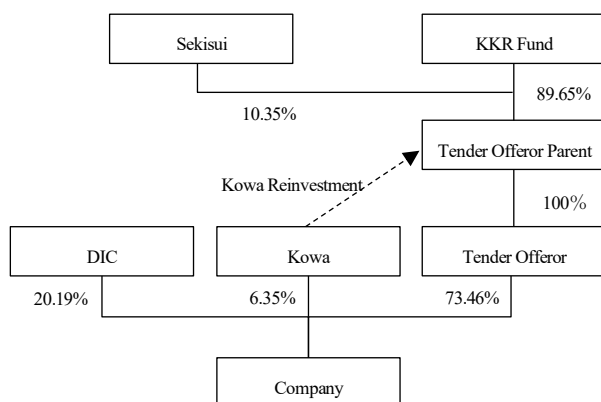 Sekisui
KKR Fund
10.35%
89.65%
Tender Offeror Parent
Kowa Reinvestment
100%
DIC
Kowa
Tender Offeror
20.19%
6.35%
73.46%
Company